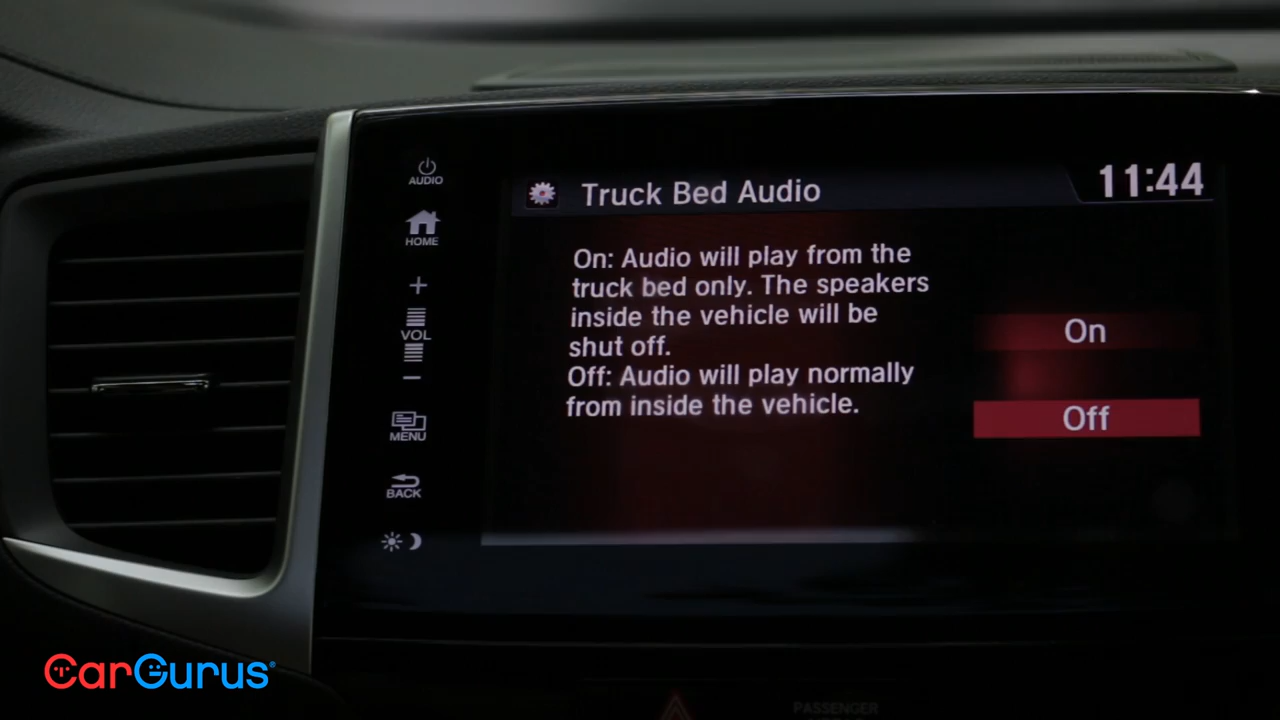 AUDIO
HOME
+
VOL
−
MENU
BACK
Truck Bed Audio
11:44
On: Audio will play from the
truck bed only. The speakers
inside the vehicle will be
shut off.
Off: Audio will play normally
from inside the vehicle.
On
Off
CarGurus®
PASSENGER